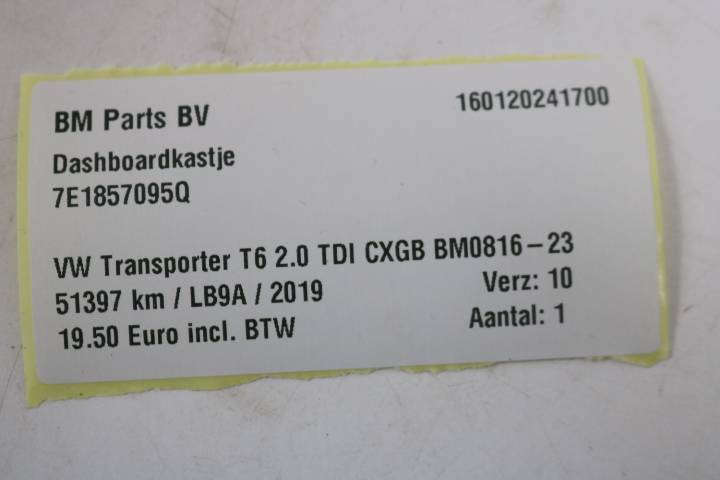 BM Parts BV 160120241700
Dashboardkastje
7E1857095Q
VW Transporter T6 2.0 TDI CXGB BM0816-23
51397 km / LB9A / 2019 Verz: 10
19.50 Euro incl. BTW Aantal: 1